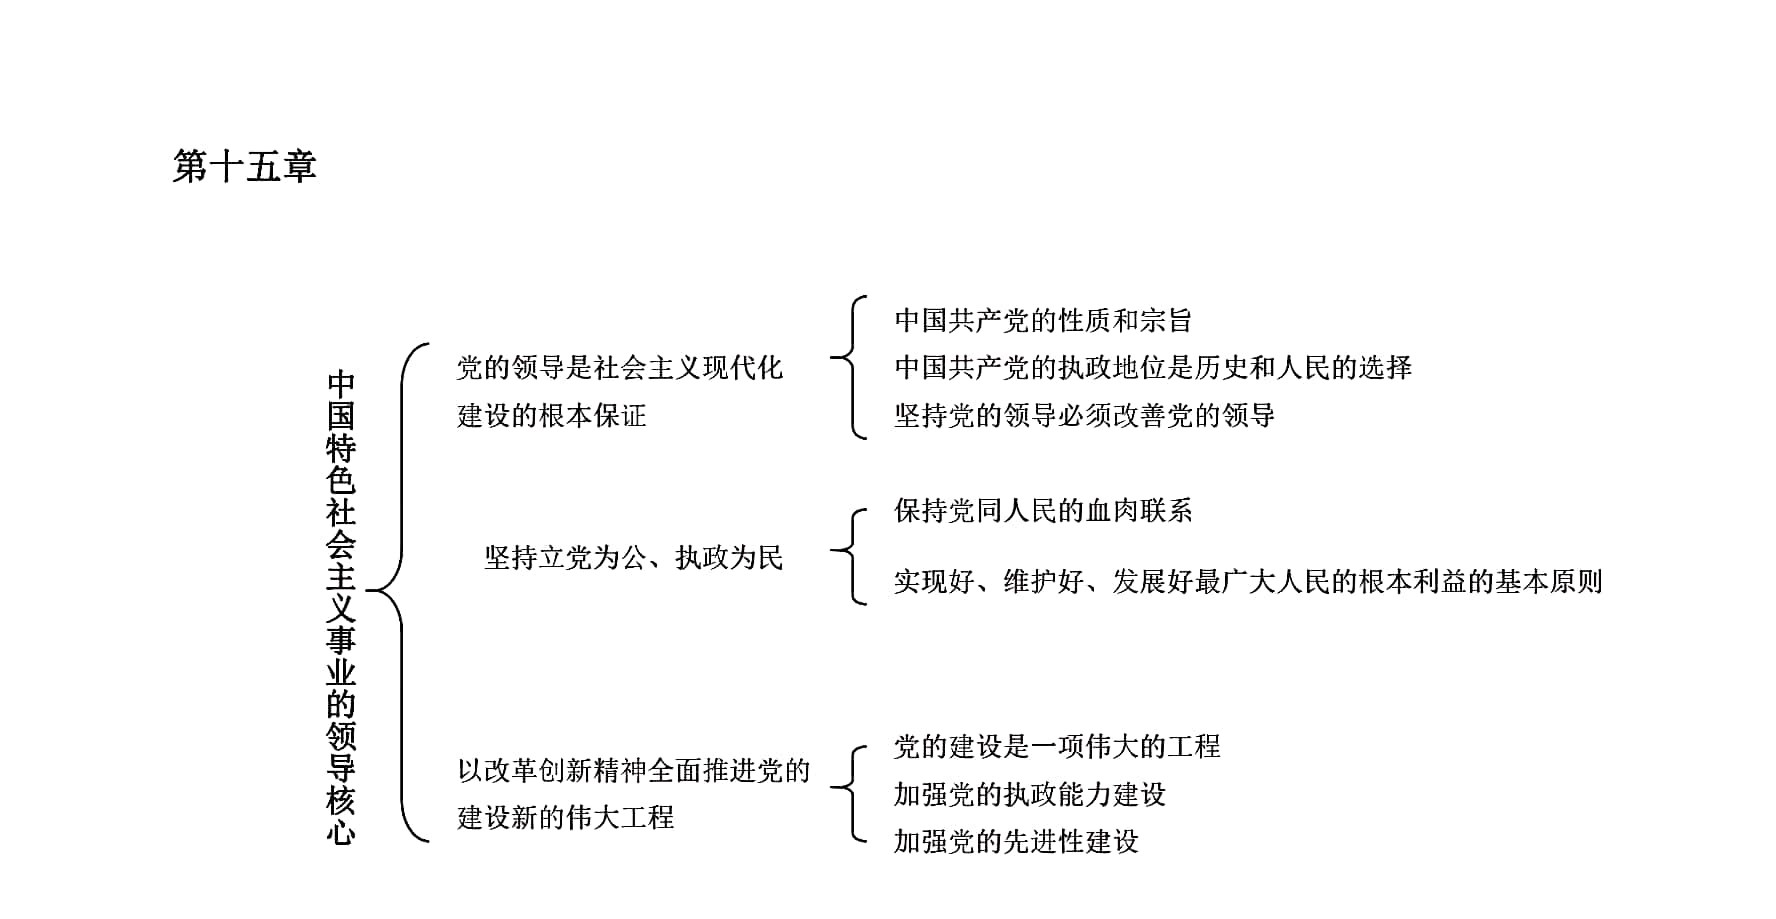 第十五章
中国特色社会主义事业的领导核心
党的领导是社会主义现代化
建设的根本保证
中国共产党的性质和宗旨
中国共产党的执政地位是历史和人民的选择
坚持党的领导必须改善党的领导
坚持立党为公、执政为民
保持党同人民的血肉联系
实现好、维护好、发展好最广大人民的根本利益的基本原则
以改革创新精神全面推进党的
建设新的伟大工程
党的建设是一项伟大的工程
加强党的执政能力建设
加强党的先进性建设